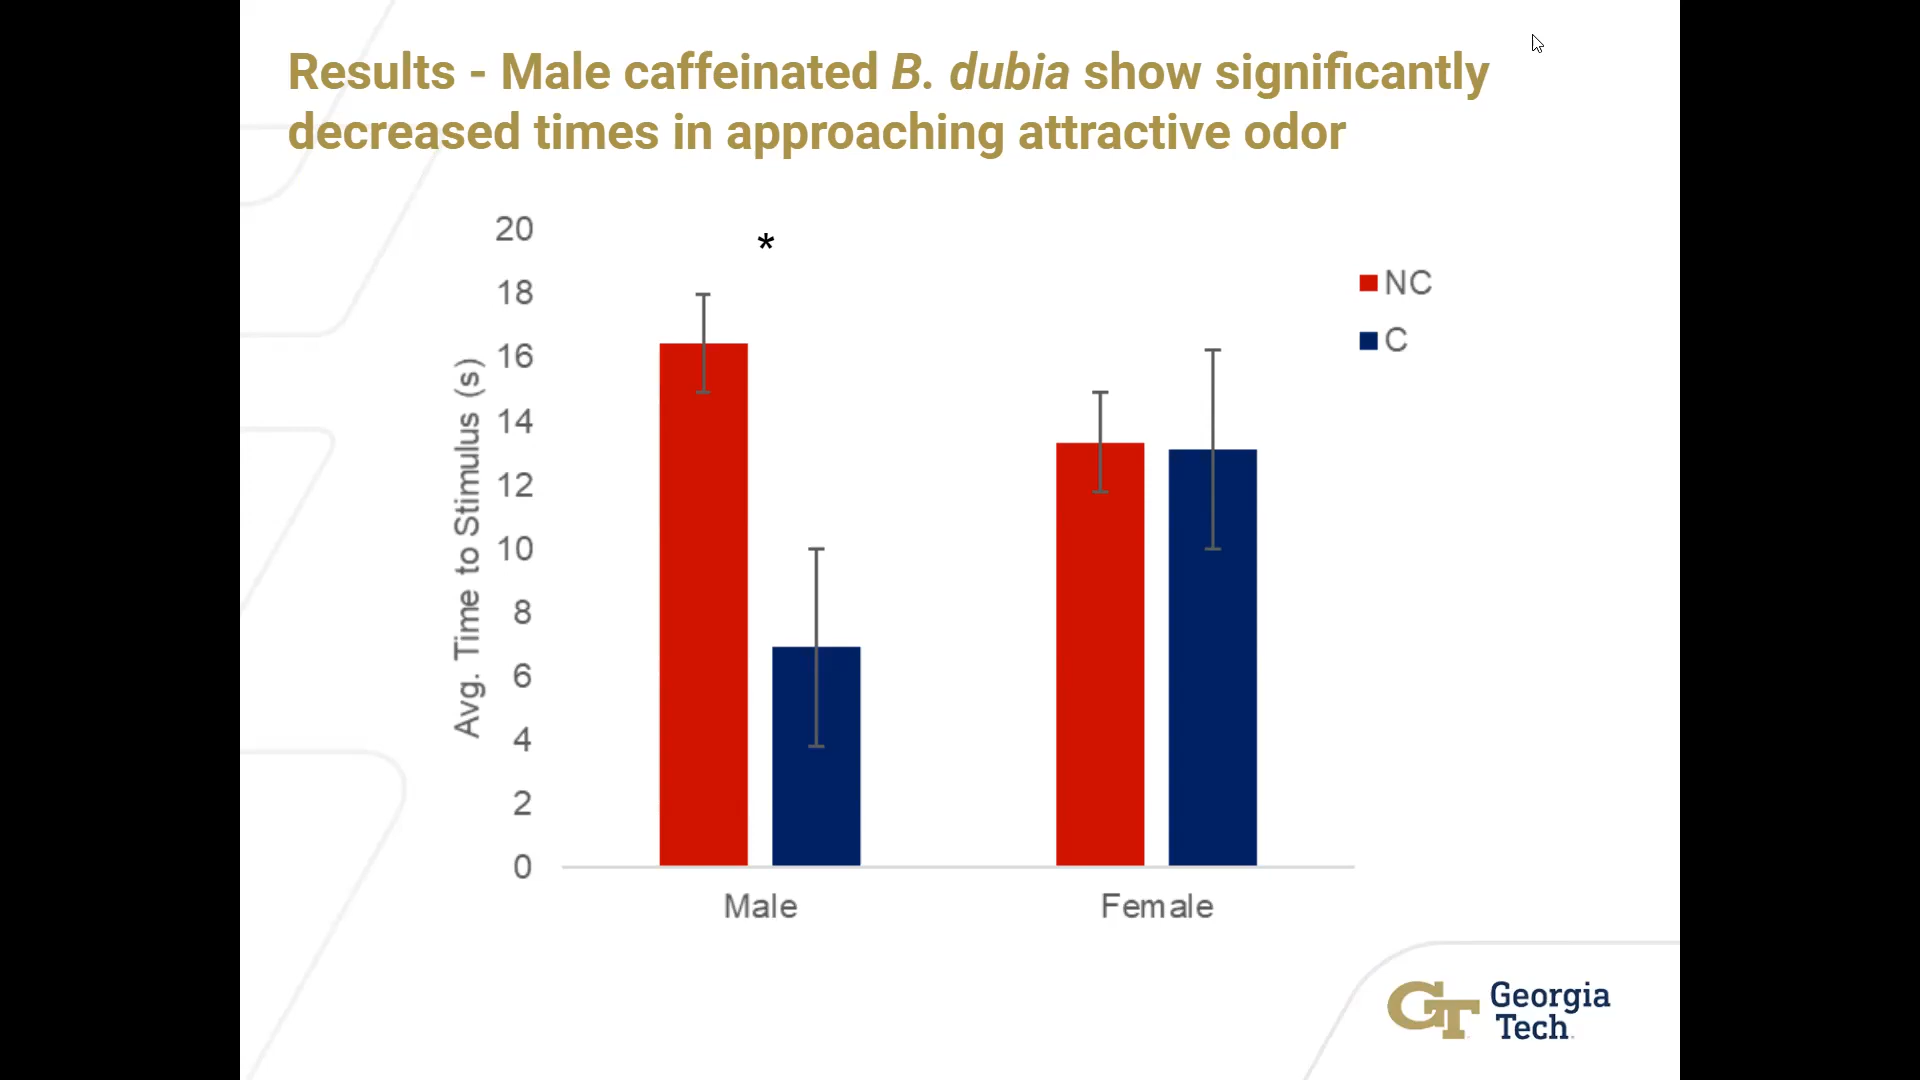 Results - Male caffeinated B. dubia show significantly
decreased times in approaching attractive odor
20
*
18
16
14
12
10
8
6
4
2
0
Avg. Time to Stimulus (s)
NC
C
Male
Female
GT
Georgia
Tech